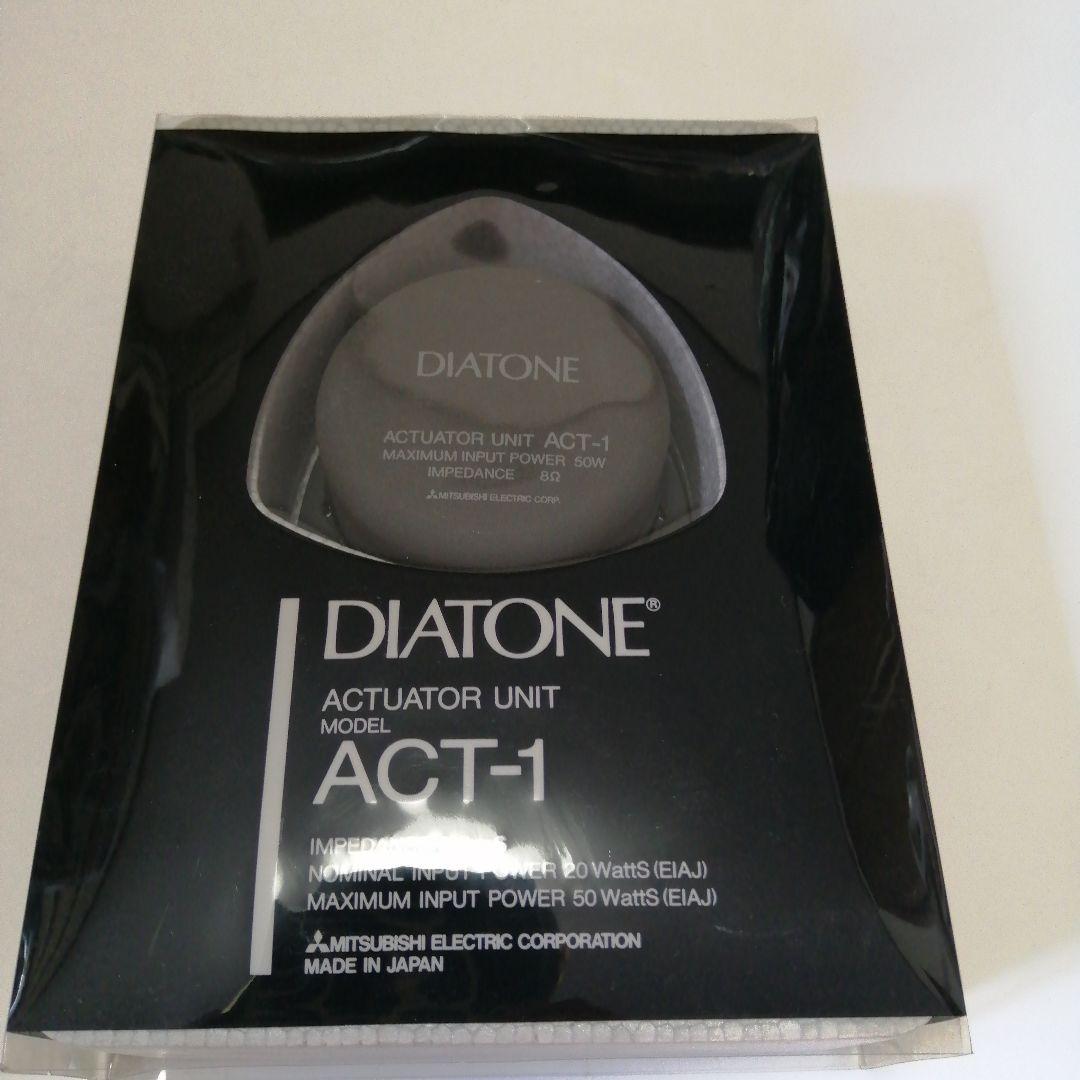 DIATONE
ACTUATOR UNIT ACT-1
MAXIMUM INPUT POWER 50W
IMPEDANCE 8Ω
MITSUBISHI ELECTRIC CORP.
DIATONE®
ACTUATOR UNIT
MODEL
ACT-1
NOMINAL INPUT POWER 20 WattS (EIAJ)
MAXIMUM INPUT POWER 50 WattS (EIAJ)
MITSUBISHI ELECTRIC CORPORATION
MADE IN JAPAN